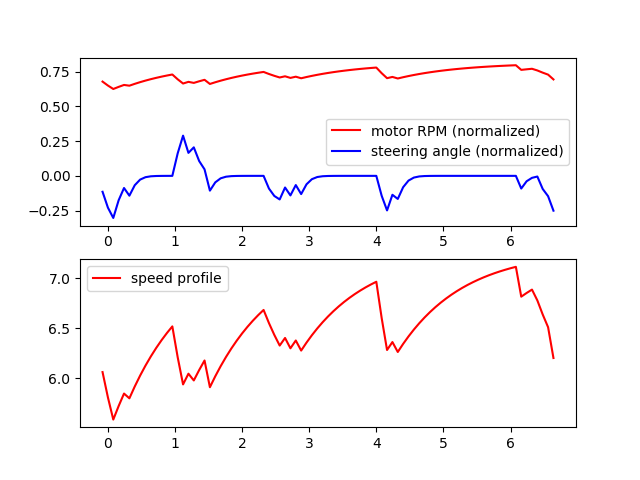 0.75
0.50
0.25
0.00
−0.25
motor RPM (normalized)
steering angle (normalized)
0 1 2 3 4 5 6
7.0
6.5
6.0
speed profile
0 1 2 3 4 5 6